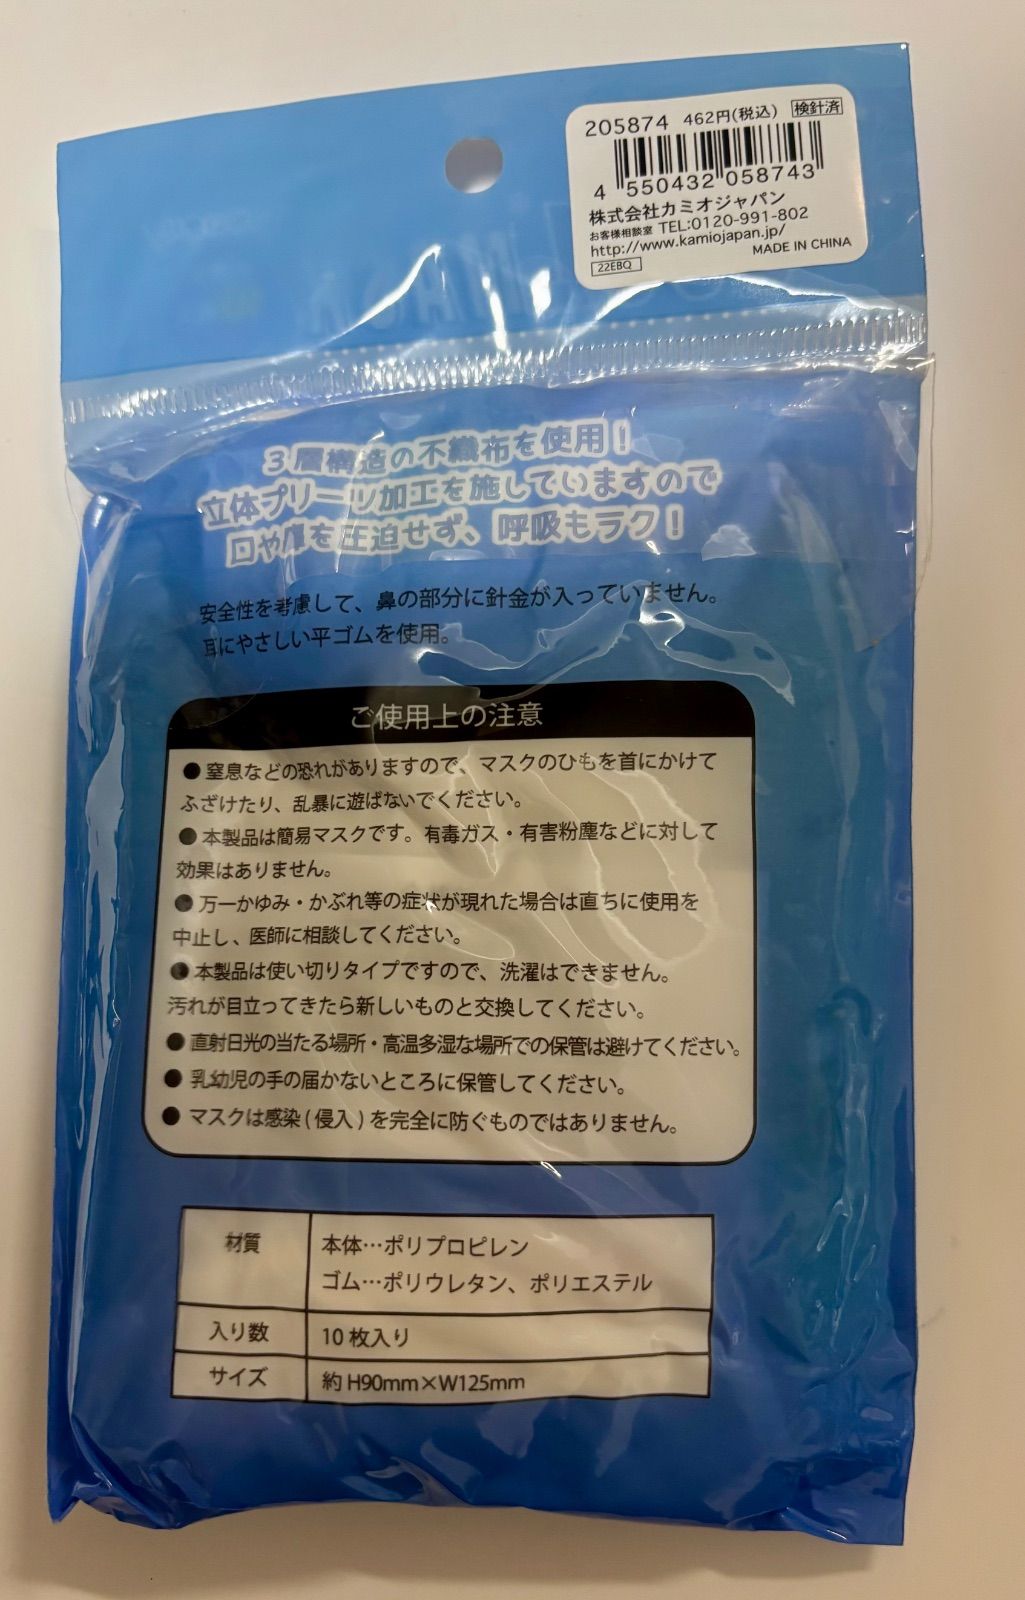 205874 462円(税込) 検針済
4 550432 058743
株式会社カミオジャパン
お客様相談室 TEL:0120-991-802
http://www.kamiojapan.jp/
MADE IN CHINA
22EBQ
3層構造の不織布を使用!
立体プリーツ加工を施していますので
口や鼻を圧迫せず、呼吸もラク!
安全性を考慮して、鼻の部分に針金が入っていません。
耳にやさしい平ゴムを使用。
ご使用上の注意
●窒息などの恐れがありますので、マスクのひもを首にかけて
ふざけたり、乱暴に遊ばないでください。
●本製品は簡易マスクです。有毒ガス・有害粉塵などに対して
効果はありません。
●万一かゆみ・かぶれ等の症状が現れた場合は直ちに使用を
中止し、医師に相談してください。
●本製品は使い切りタイプですので、洗濯はできません。
汚れが目立ってきたら新しいものと交換してください。
●直射日光の当たる場所・高温多湿な場所での保管は避けてください。
●乳幼児の手の届かないところに保管してください。
●マスクは感染(侵入)を完全に防ぐものではありません。
材質 本体…ポリプロピレン
ゴム…ポリウレタン、ポリエステル
入り数 10枚入り
サイズ 約H90mm×W125mm